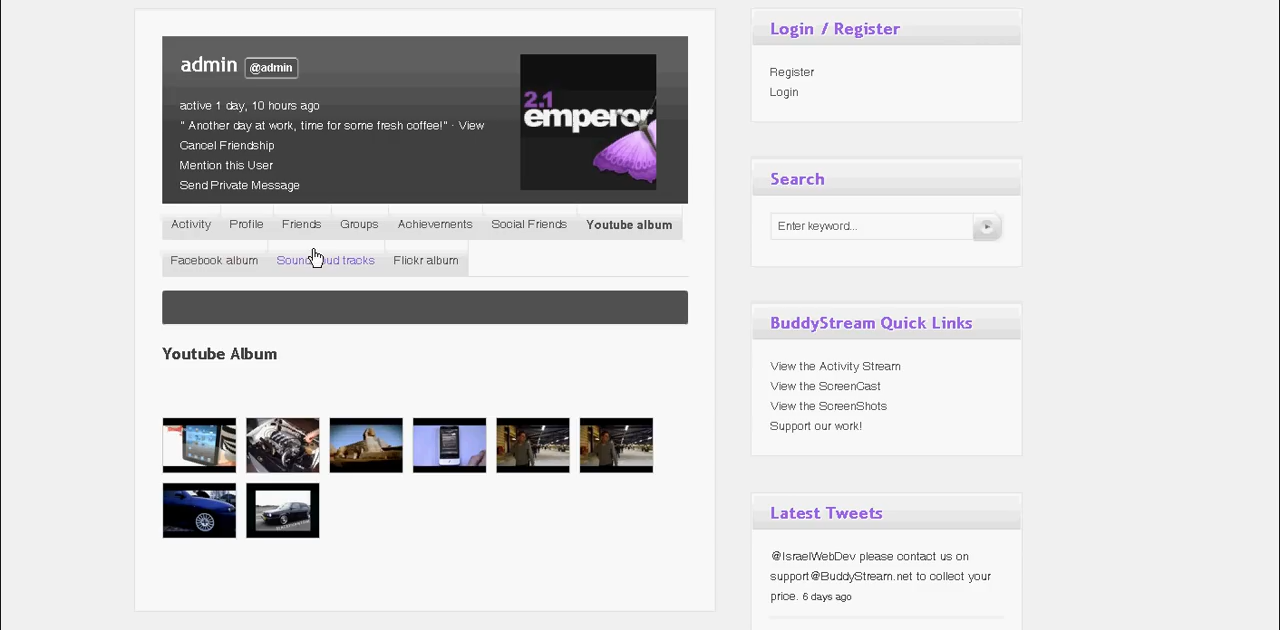 admin @admin
active 1 day, 10 hours ago
" Another day at work, time for some fresh coffee!" · View
Cancel Friendship
Mention this User
Send Private Message
2.1
emperor
Activity Profile Friends Groups Achievements Social Friends Youtube album
Facebook album Soundcloud tracks Flickr album
Youtube Album
Login / Register
Register
Login
Search
Enter keyword...
BuddyStream Quick Links
View the Activity Stream
View the ScreenCast
View the ScreenShots
Support our work!
Latest Tweets
@IsraelWebDev please contact us on
support@BuddyStream.net to collect your
price. 6 days ago